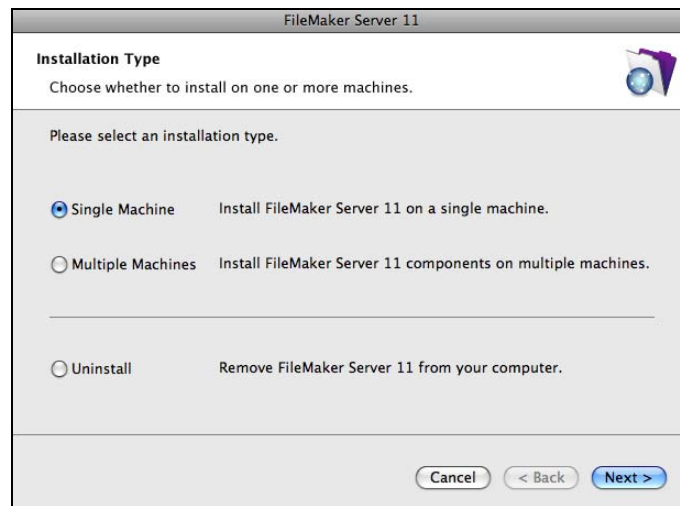 FileMaker Server 11
Installation Type
Choose whether to install on one or more machines.
Please select an installation type.
Single Machine Install FileMaker Server 11 on a single machine.
Multiple Machines Install FileMaker Server 11 components on multiple machines.
Uninstall Remove FileMaker Server 11 from your computer.
Cancel < Back Next >